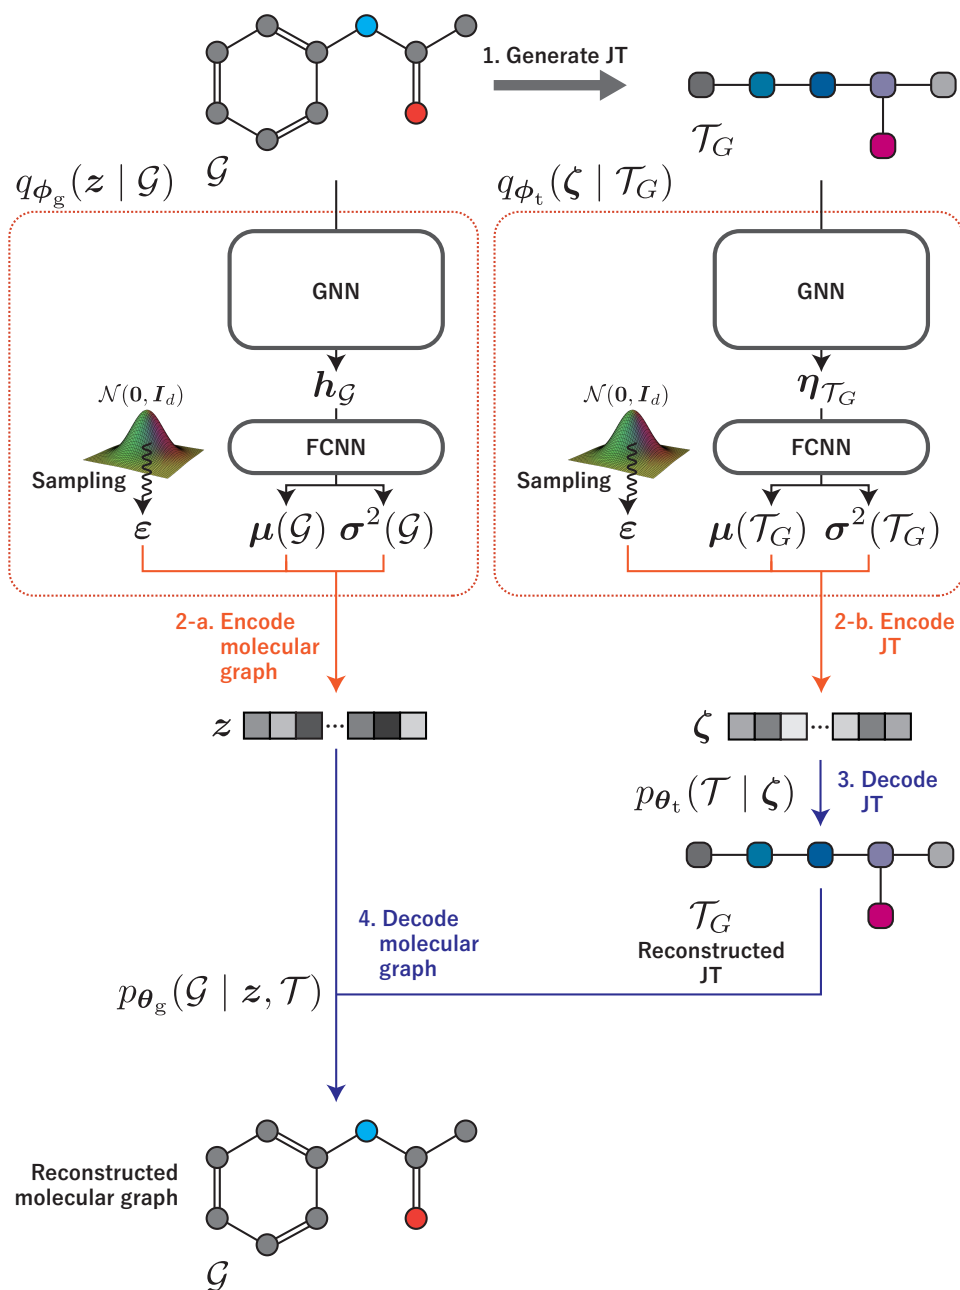 1. Generate JT
𝒢
𝒯_G
q_{ϕ_g}(z | 𝒢)
q_{ϕ_t}(ζ | 𝒯_G)
GNN
GNN
h_𝒢
η_{𝒯_G}
𝒩(0, I_d)
𝒩(0, I_d)
FCNN
FCNN
Sampling
Sampling
ε
μ(𝒢) σ²(𝒢)
ε
μ(𝒯_G) σ²(𝒯_G)
2-a. Encode
molecular
graph
2-b. Encode
JT
z
...
ζ
...
p_{θ_t}(𝒯 | ζ)
3. Decode
JT
4. Decode
molecular
graph
𝒯_G
Reconstructed
JT
p_{θ_g}(𝒢 | z, 𝒯)
Reconstructed
molecular graph
𝒢